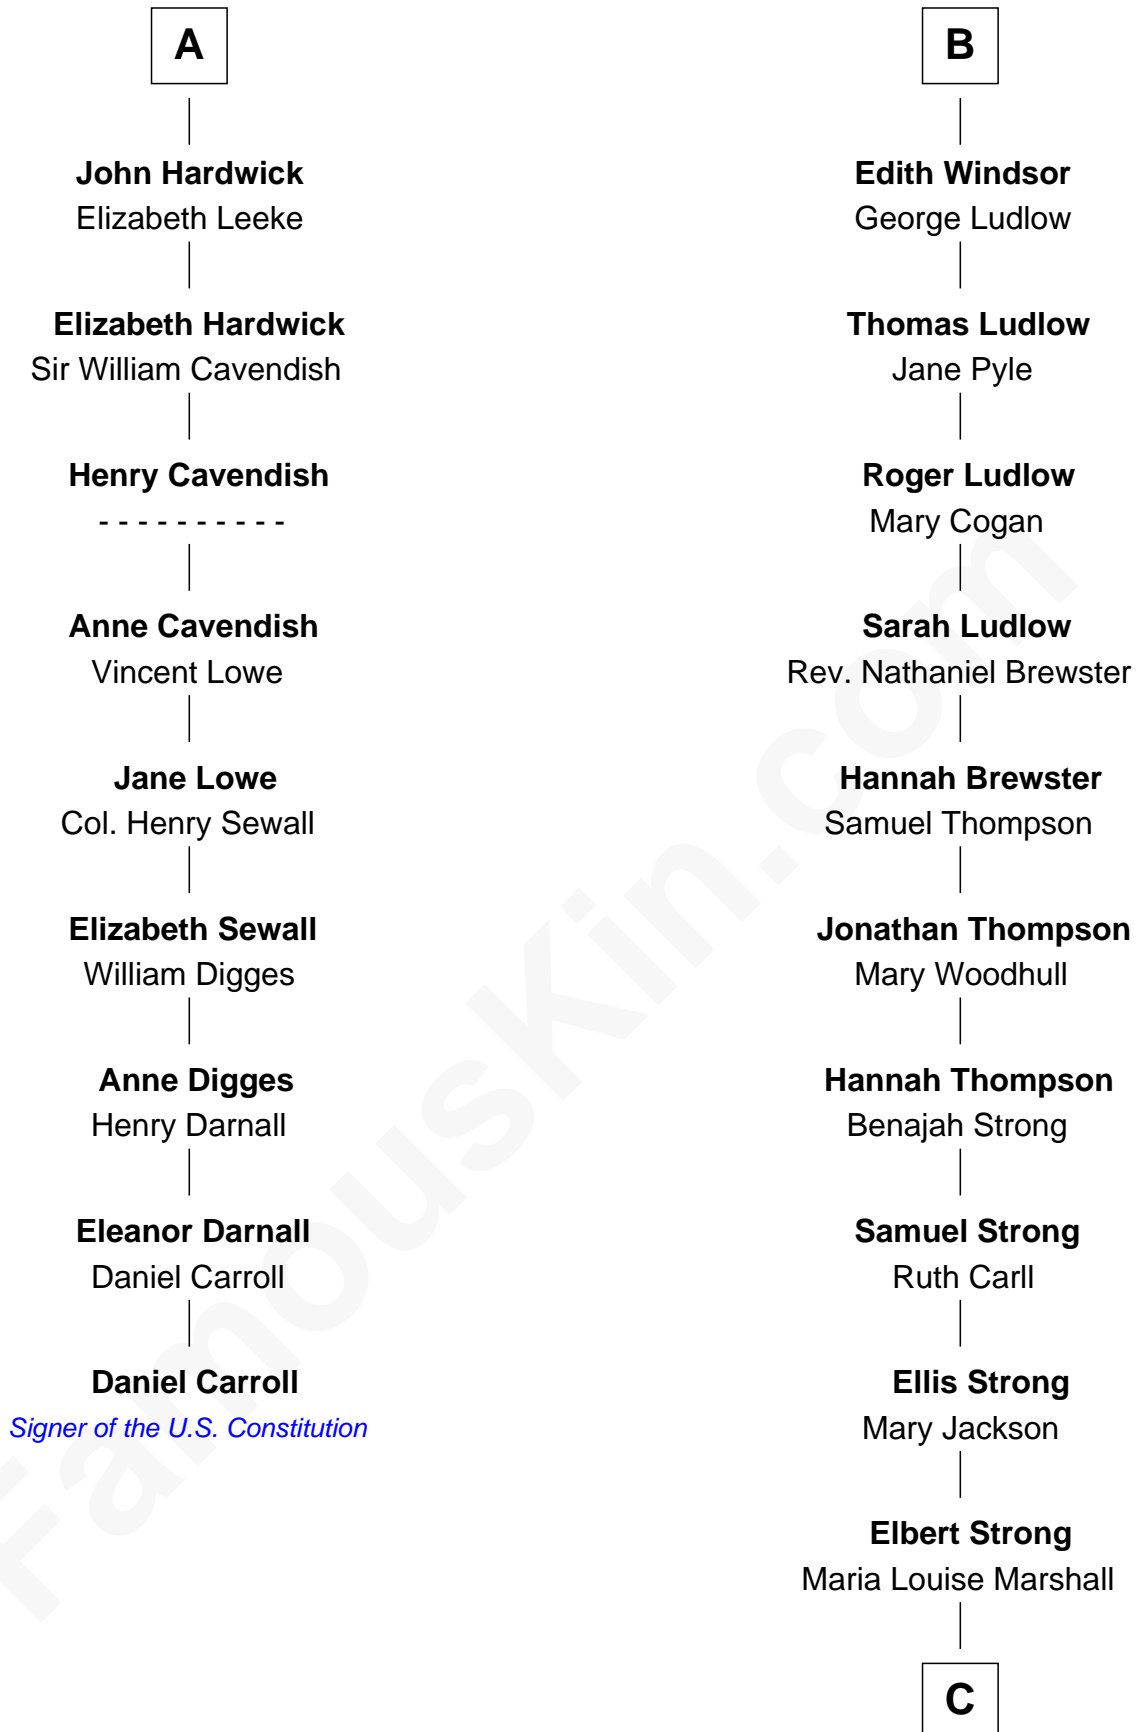 A
John Hardwick
Elizabeth Leeke
Elizabeth Hardwick
Sir William Cavendish
Henry Cavendish
- - - - - - - - - -
Anne Cavendish
Vincent Lowe
Jane Lowe
Col. Henry Sewall
Elizabeth Sewall
William Digges
Anne Digges
Henry Darnall
Eleanor Darnall
Daniel Carroll
Daniel Carroll
Signer of the U.S. Constitution
B
Edith Windsor
George Ludlow
Thomas Ludlow
Jane Pyle
Roger Ludlow
Mary Cogan
Sarah Ludlow
Rev. Nathaniel Brewster
Hannah Brewster
Samuel Thompson
Jonathan Thompson
Mary Woodhull
Hannah Thompson
Benajah Strong
Samuel Strong
Ruth Carll
Ellis Strong
Mary Jackson
Elbert Strong
Maria Louise Marshall
C
FamousKin.com